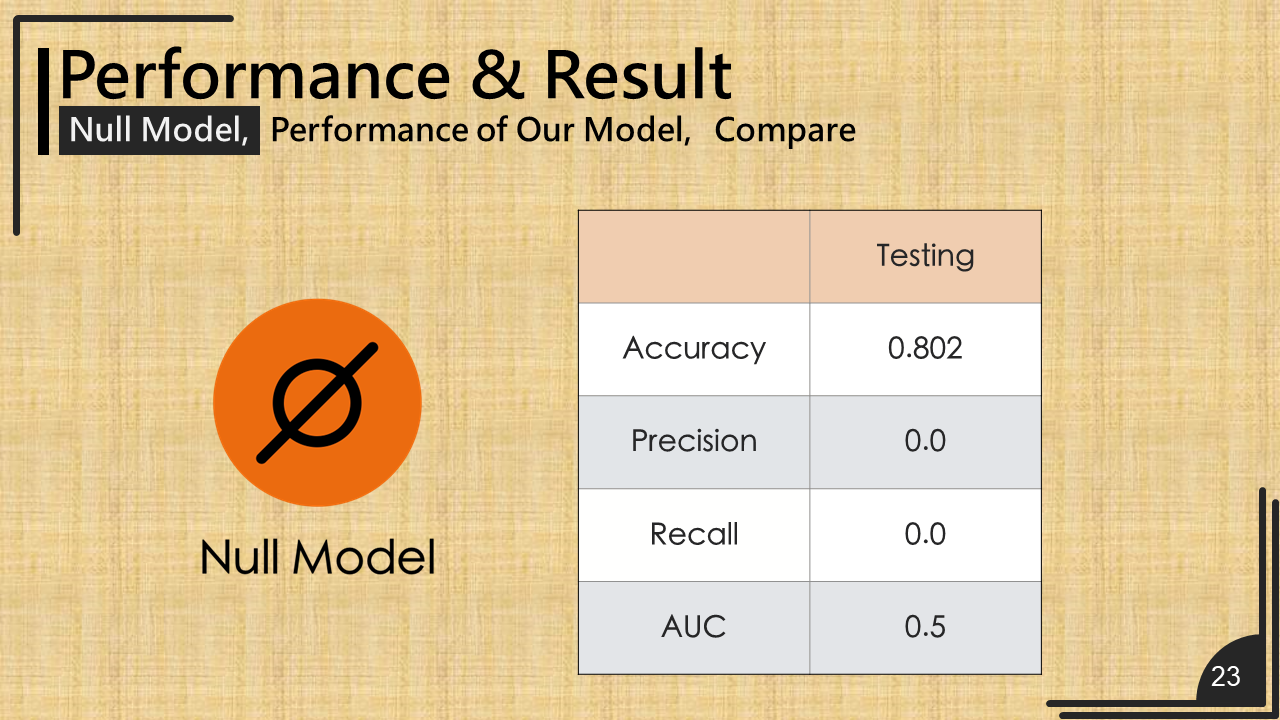 Performance & Result
Null Model, Performance of Our Model, Compare
Testing
Accuracy 0.802
Precision 0.0
Recall 0.0
AUC 0.5
Null Model
23